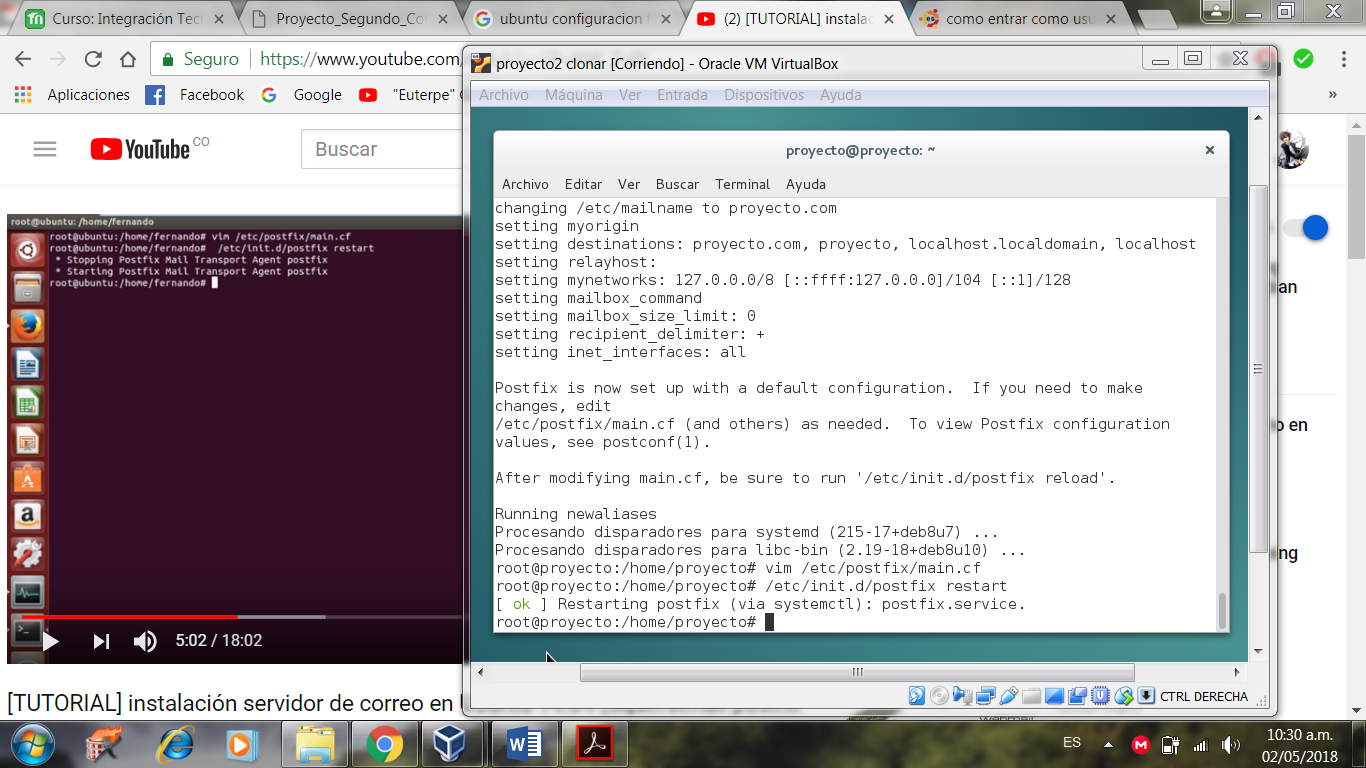 Curso: Integración Tec
Proyecto_Segundo_Co
ubuntu configuracion f
(2) [TUTORIAL] instalac
como entrar como usu
Seguro
https://www.youtube.com/
Aplicaciones
Facebook
Google
"Euterpe"
»
YouTube CO
Buscar
root@ubuntu: /home/fernando
root@ubuntu:/home/fernando# vim /etc/postfix/main.cf
root@ubuntu:/home/fernando#  /etc/init.d/postfix restart
* Stopping Postfix Mail Transport Agent postfix
* Starting Postfix Mail Transport Agent postfix
root@ubuntu:/home/fernando#
5:02 / 18:02
[TUTORIAL] instalación servidor de correo en
proyecto2 clonar [Corriendo] - Oracle VM VirtualBox
Archivo Máquina Ver Entrada Dispositivos Ayuda
proyecto@proyecto: ~
Archivo Editar Ver Buscar Terminal Ayuda
changing /etc/mailname to proyecto.com
setting myorigin
setting destinations: proyecto.com, proyecto, localhost.localdomain, localhost
setting relayhost:
setting mynetworks: 127.0.0.0/8 [::ffff:127.0.0.0]/104 [::1]/128
setting mailbox_command
setting mailbox_size_limit: 0
setting recipient_delimiter: +
setting inet_interfaces: all
Postfix is now set up with a default configuration.  If you need to make
changes, edit
/etc/postfix/main.cf (and others) as needed.  To view Postfix configuration
values, see postconf(1).
After modifying main.cf, be sure to run '/etc/init.d/postfix reload'.
Running newaliases
Procesando disparadores para systemd (215-17+deb8u7) ...
Procesando disparadores para libc-bin (2.19-18+deb8u10) ...
root@proyecto:/home/proyecto# vim /etc/postfix/main.cf
root@proyecto:/home/proyecto# /etc/init.d/postfix restart
[ ok ] Restarting postfix (via systemctl): postfix.service.
root@proyecto:/home/proyecto#
CTRL DERECHA
an
o en
ng
ES
10:30 a.m.
02/05/2018